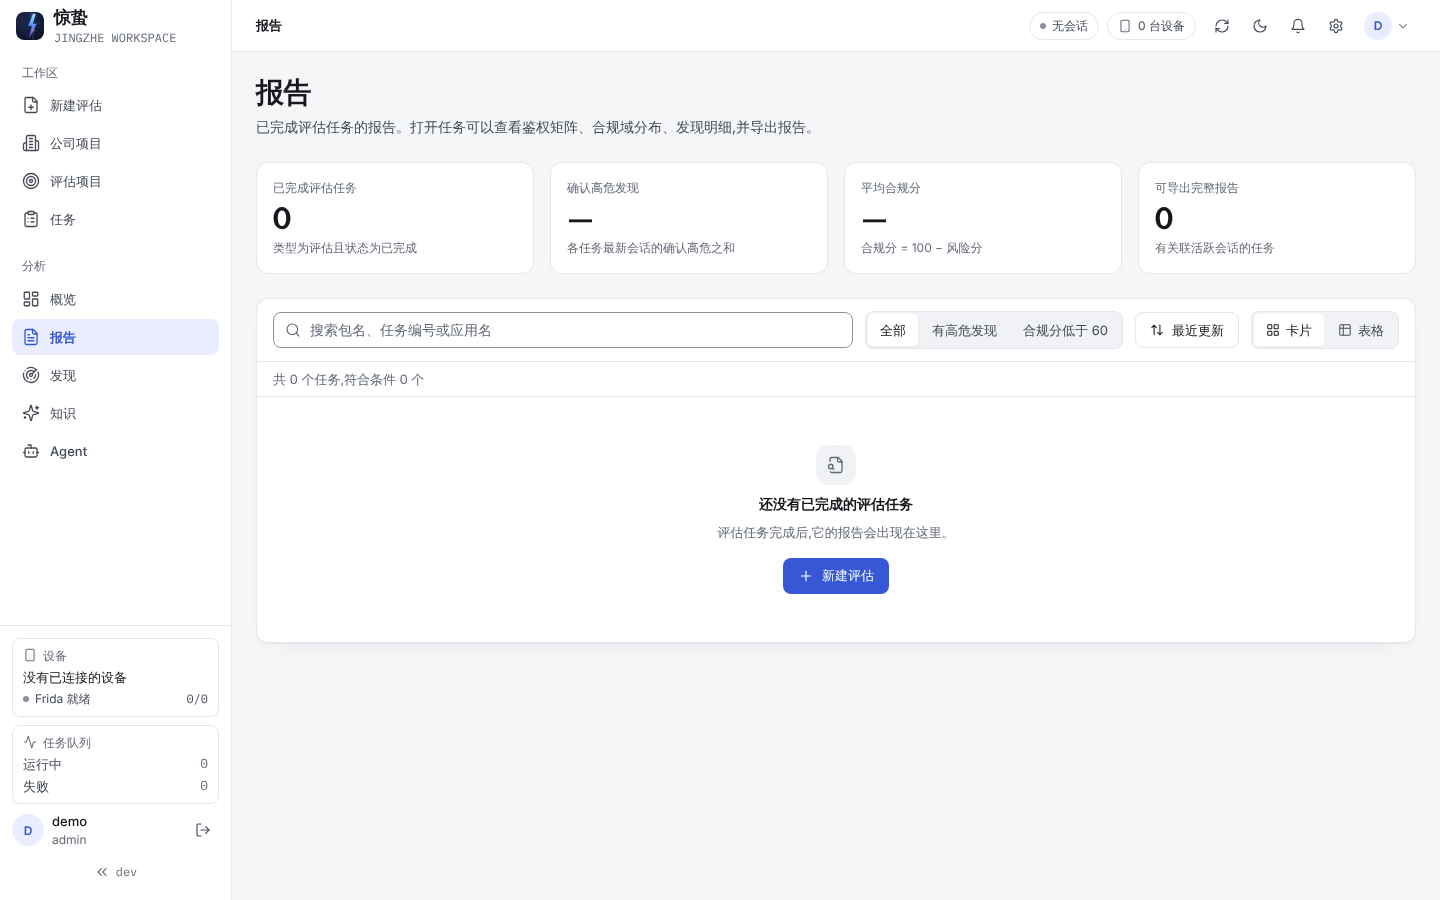 惊蛰
JINGZHE WORKSPACE
工作区
新建评估
公司项目
评估项目
任务
分析
概览
报告
发现
知识
Agent
设备
没有已连接的设备
Frida 就绪 0/0
任务队列
运行中 0
失败 0
D
demo
admin
dev
报告
无会话
0 台设备
D
报告
已完成评估任务的报告。打开任务可以查看鉴权矩阵、合规域分布、发现明细,并导出报告。
已完成评估任务
0
类型为评估且状态为已完成
确认高危发现
—
各任务最新会话的确认高危之和
平均合规分
—
合规分 = 100 − 风险分
可导出完整报告
0
有关联活跃会话的任务
搜索包名、任务编号或应用名
全部 有高危发现 合规分低于 60
最近更新
卡片 表格
共 0 个任务,符合条件 0 个
还没有已完成的评估任务
评估任务完成后,它的报告会出现在这里。
新建评估